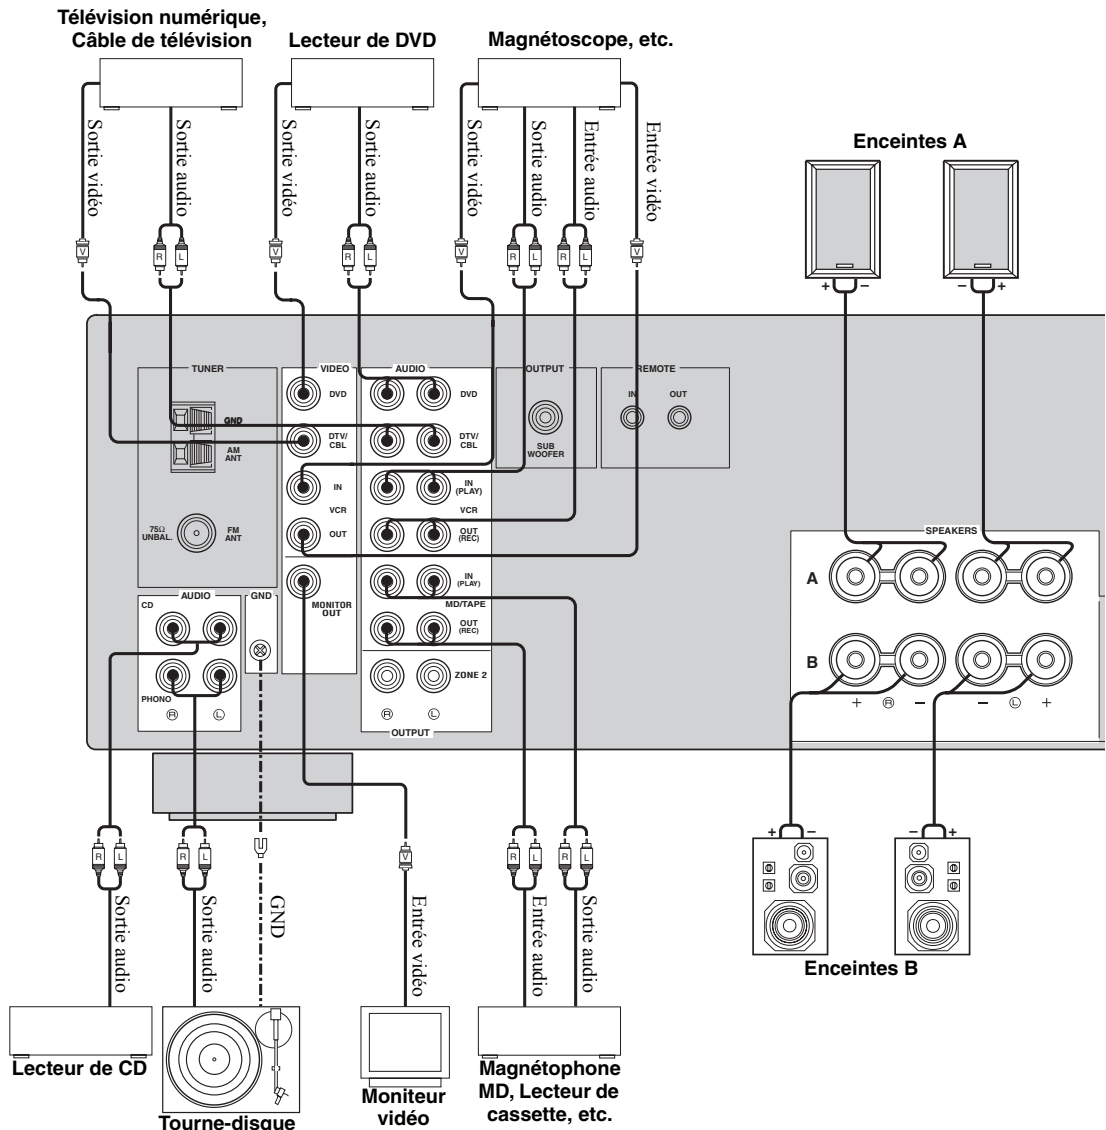 Télévision numérique,
Câble de télévision
Lecteur de DVD
Magnétoscope, etc.
Sortie vidéo
Sortie audio
Sortie vidéo
Sortie audio
Sortie vidéo
Sortie audio
Entrée audio
Entrée vidéo
V
R L
V
R L
V
R L
R L
V
Enceintes A
+ − − +
TUNER
GND
AM
ANT
75Ω
UNBAL.
FM
ANT
VIDEO
DVD
DTV/
CBL
IN
VCR
OUT
MONITOR
OUT
AUDIO
DVD
DTV/
CBL
IN
(PLAY)
VCR
OUT
(REC)
IN
(PLAY)
MD/TAPE
OUT
(REC)
ZONE 2
R L
OUTPUT
OUTPUT
SUB
WOOFER
REMOTE
IN OUT
AUDIO
CD
PHONO
R L
GND
SPEAKERS
A
B
+ R − − L +
+ − − +
Enceintes B
R L
R L
V
R L
R L
Sortie audio
Sortie audio
GND
Entrée vidéo
Entrée audio
Sortie audio
Lecteur de CD
Tourne-disque
Moniteur
vidéo
Magnétophone
MD, Lecteur de
cassette, etc.